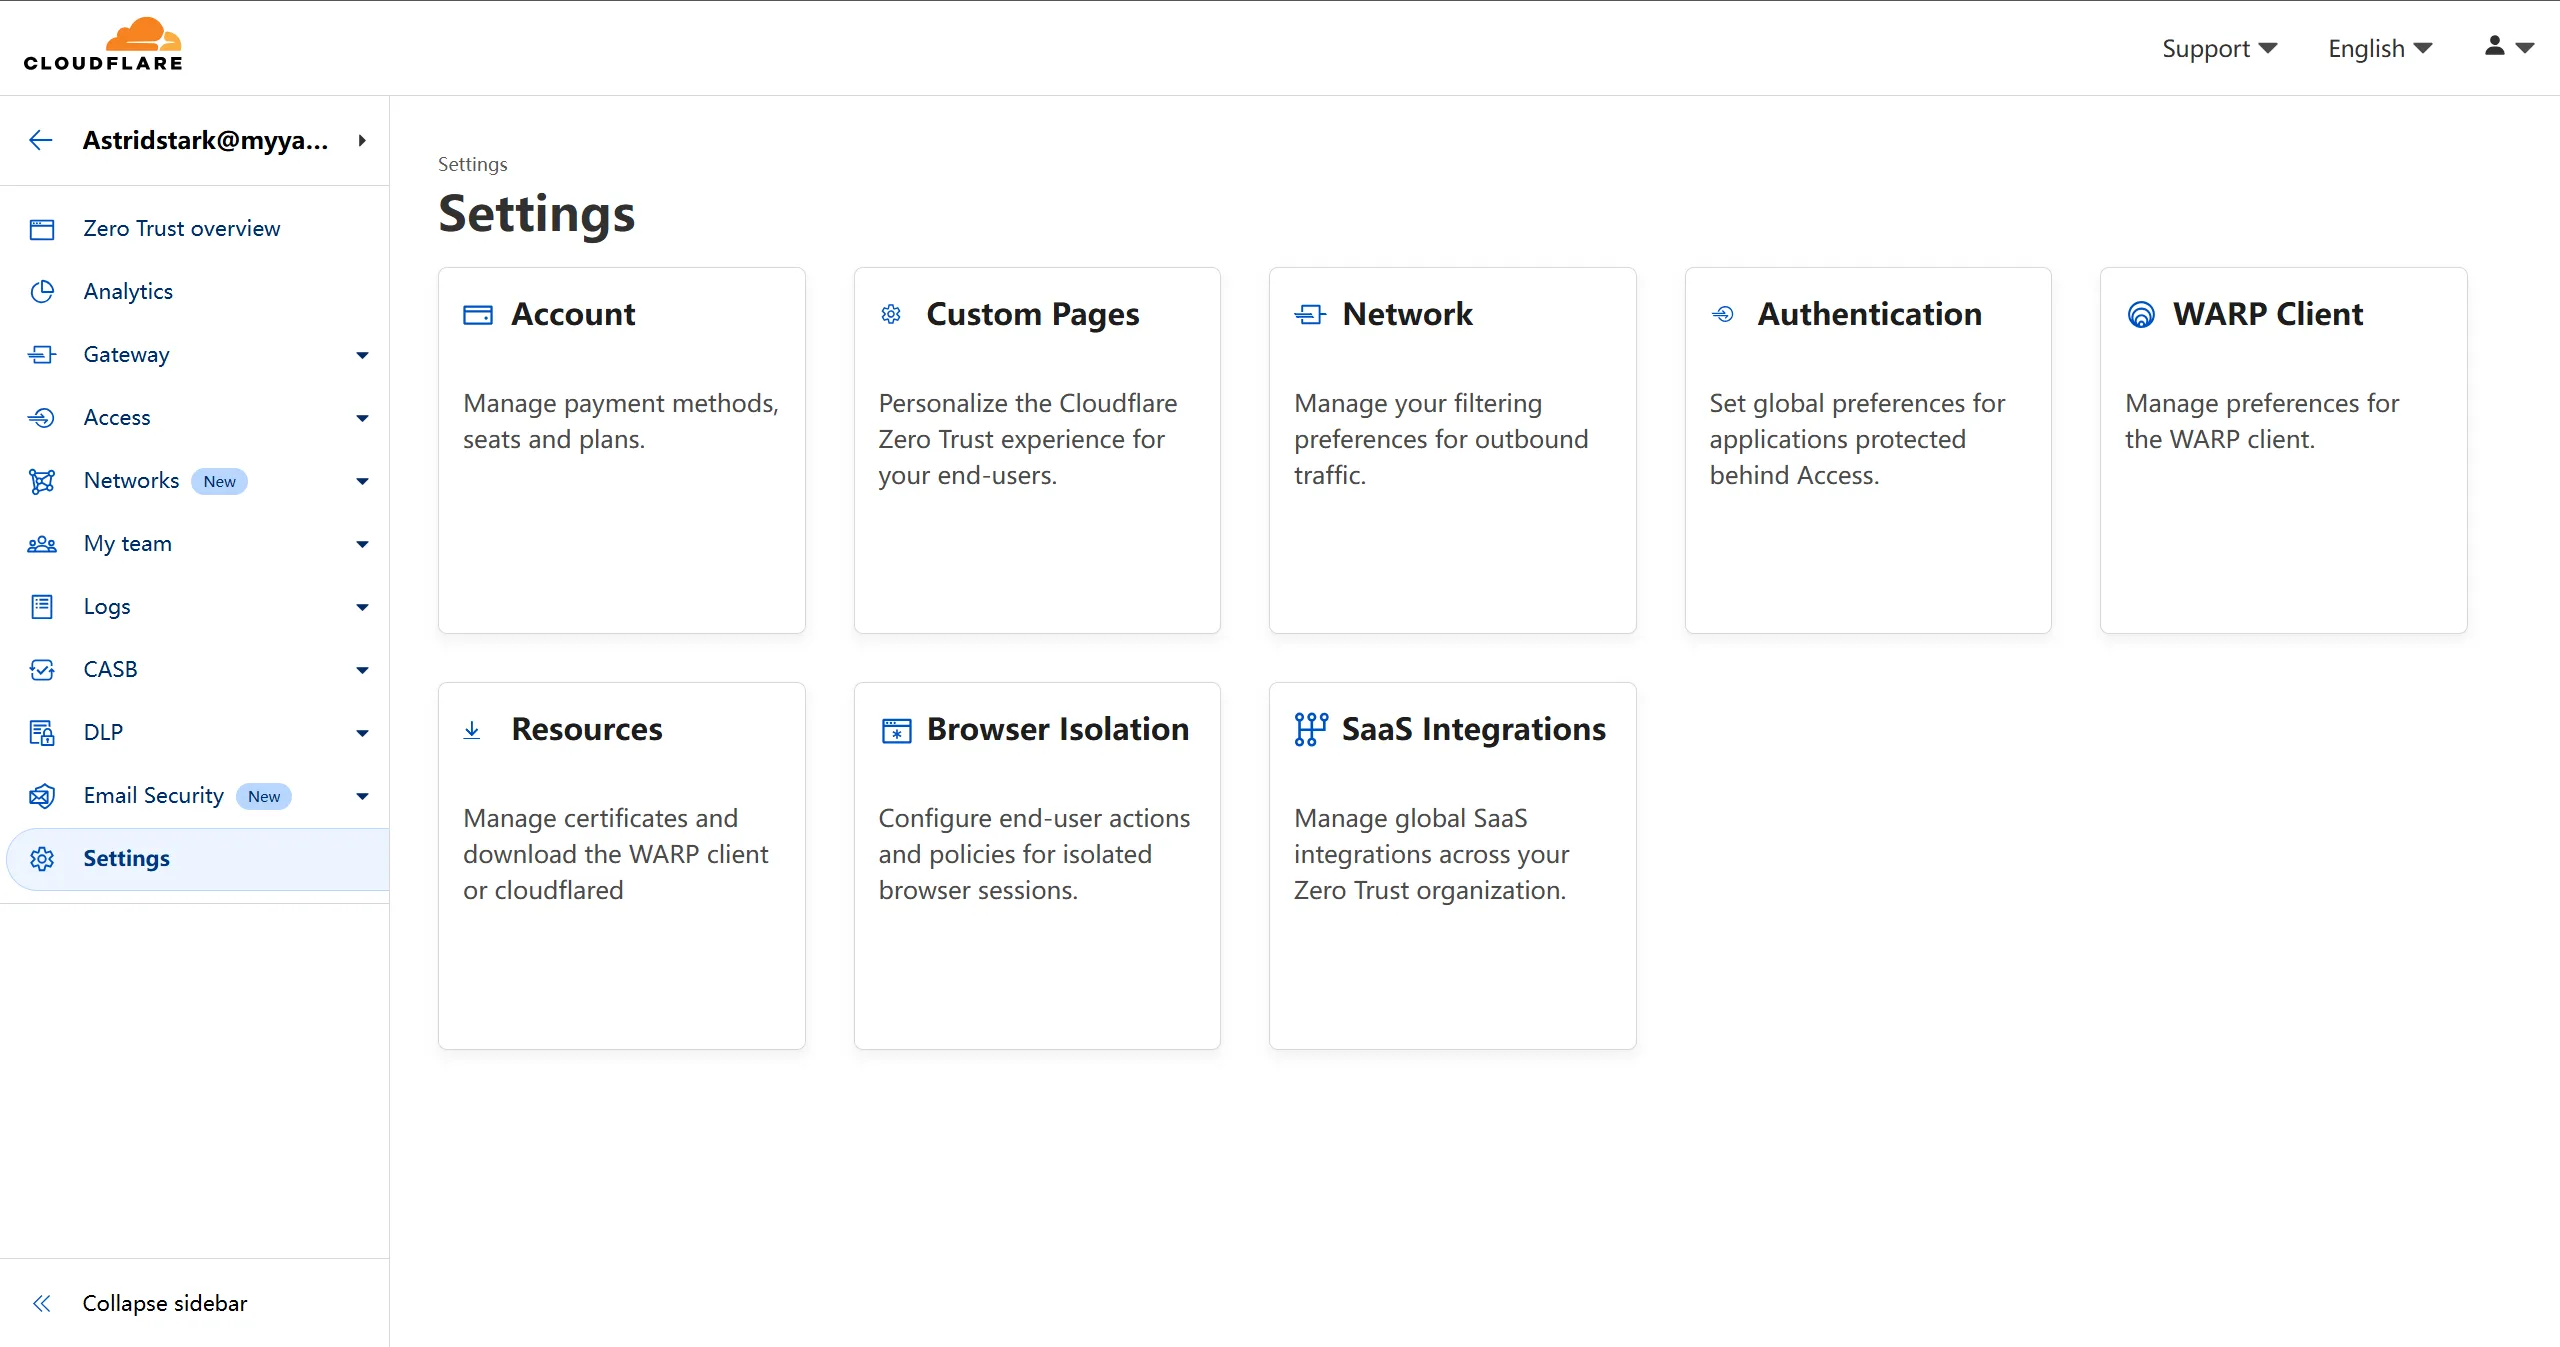 CLOUDFLARE
Support
English
Astridstark@myya...
Zero Trust overview
Analytics
Gateway
Access
Networks New
My team
Logs
CASB
DLP
Email Security New
Settings
Collapse sidebar
Settings
Settings
Account
Manage payment methods,
seats and plans.
Custom Pages
Personalize the Cloudflare
Zero Trust experience for
your end-users.
Network
Manage your filtering
preferences for outbound
traffic.
Authentication
Set global preferences for
applications protected
behind Access.
WARP Client
Manage preferences for
the WARP client.
Resources
Manage certificates and
download the WARP client
or cloudflared
Browser Isolation
Configure end-user actions
and policies for isolated
browser sessions.
SaaS Integrations
Manage global SaaS
integrations across your
Zero Trust organization.